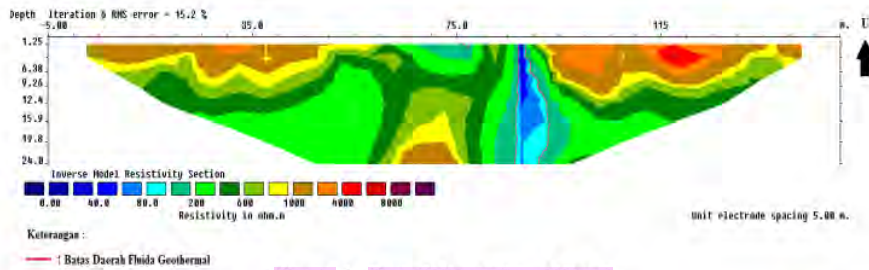 Depth Iteration 6 RMS error = 15.2 %
-5.00 35.0 75.0 115 m.
U
1.25
6.38
9.26
12.4
15.9
19.8
24.0
Inverse Model Resistivity Section
0.00 40.0 80.0 200 600 1000 4000 8000
Resistivity in ohm.m
Unit electrode spacing 5.00 m.
Keterangan :
: Batas Daerah Fluida Geothermal